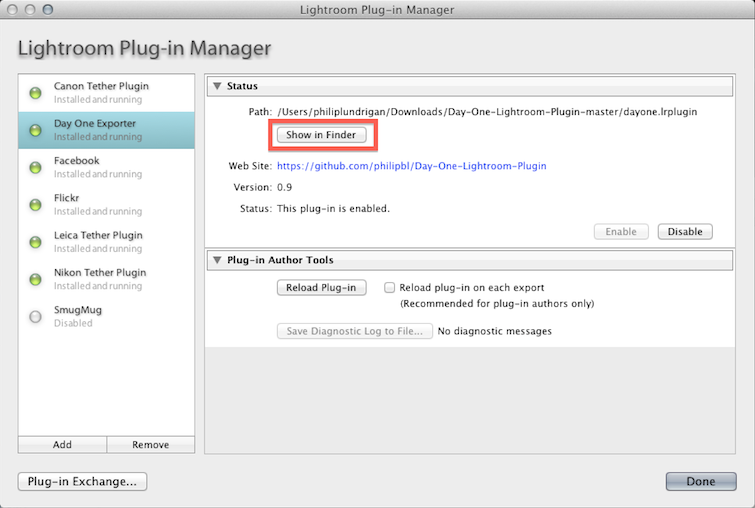 Lightroom Plug-in Manager
Lightroom Plug-in Manager
Canon Tether Plugin
Installed and running
Day One Exporter
Installed and running
Facebook
Installed and running
Flickr
Installed and running
Leica Tether Plugin
Installed and running
Nikon Tether Plugin
Installed and running
SmugMug
Disabled
Add Remove
Status
Path: /Users/philiplundrigan/Downloads/Day-One-Lightroom-Plugin-master/dayone.lrplugin
Show in Finder
Web Site: https://github.com/philipbl/Day-One-Lightroom-Plugin
Version: 0.9
Status: This plug-in is enabled.
Enable Disable
Plug-in Author Tools
Reload Plug-in Reload plug-in on each export
(Recommended for plug-in authors only)
Save Diagnostic Log to File... No diagnostic messages
Plug-in Exchange... Done